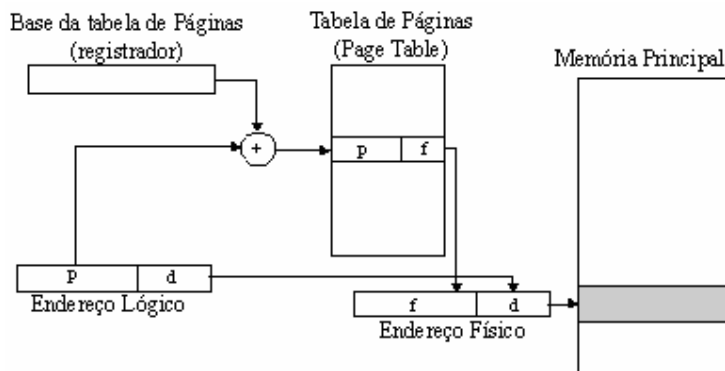 Base da tabela de Páginas
(registrador)
Tabela de Páginas
(Page Table)
Memória Principal
+
p f
p d
Endereço Lógico
f d
Endereço Físico